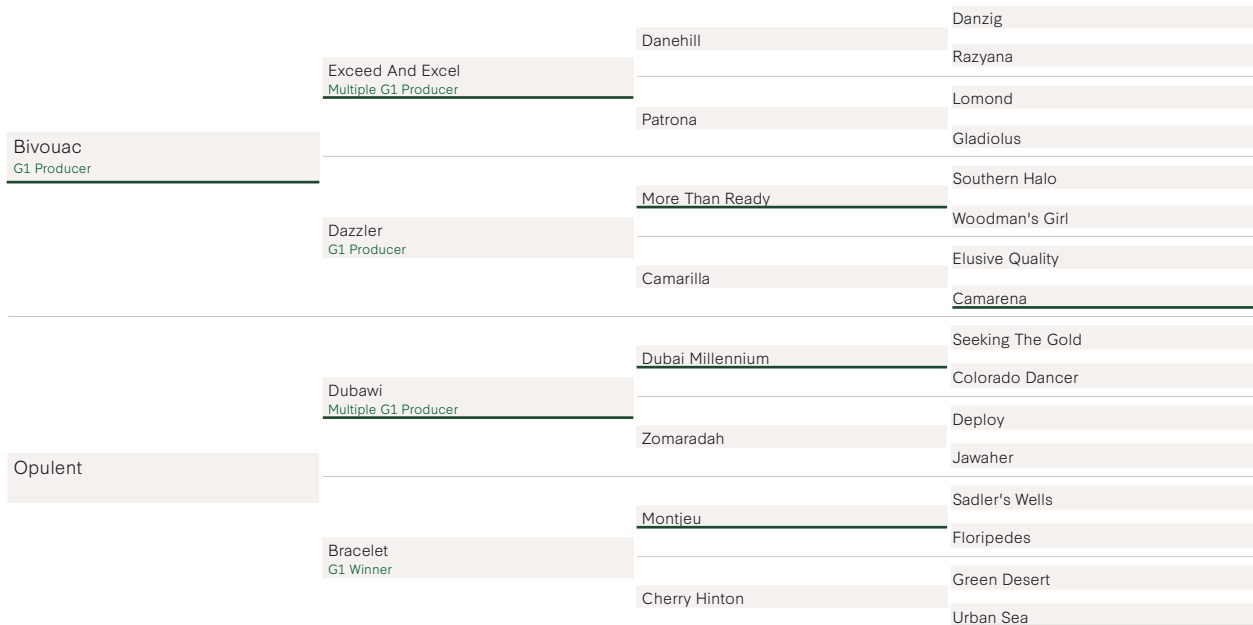 Bivouac
G1 Producer
Opulent
Exceed And Excel
Multiple G1 Producer
Dazzler
G1 Producer
Dubawi
Multiple G1 Producer
Bracelet
G1 Winner
Danehill
Patrona
More Than Ready
Camarilla
Dubai Millennium
Zomaradah
Montjeu
Cherry Hinton
Danzig
Razyana
Lomond
Gladiolus
Southern Halo
Woodman's Girl
Elusive Quality
Camarena
Seeking The Gold
Colorado Dancer
Deploy
Jawaher
Sadler's Wells
Floripedes
Green Desert
Urban Sea